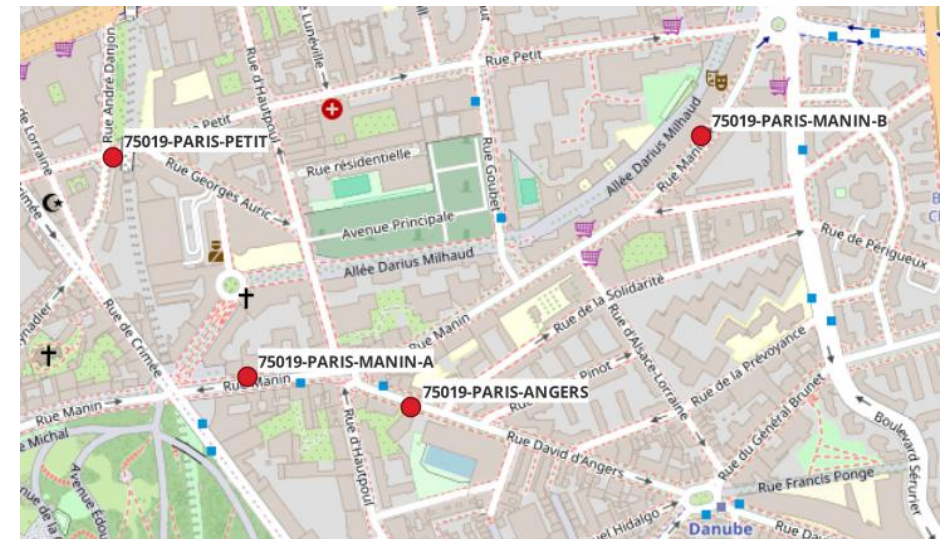 Rue André Danjon
Rue d'Hautpoul
Lunéville
Rue Petit
75019-PARIS-MANIN-B
Petit
75019-PARIS-PETIT
Rue résidentielle
Rue Goubet
Allée Darius Milhaud
Rue Manin
de Lorraine
Crimée
Rue Georges Auric
Avenue Principale
Allée Darius Milhaud
Rue de Périgueux
Rue de Crimée
Rue de la Solidarité
Rue Manin
75019-PARIS-MANIN-A
Rue Manin
75019-PARIS-ANGERS
Pinot
Rue d'Alsace-Lorraine
Rue de la Prévoyance
Rue Manin
Michal
Rue d'Hautpoul
Rue David d'Angers
Rue du Général Brunet
Boulevard Sérurier
Rue Francis Ponge
Avenue
Hidalgo
Danube
Rue